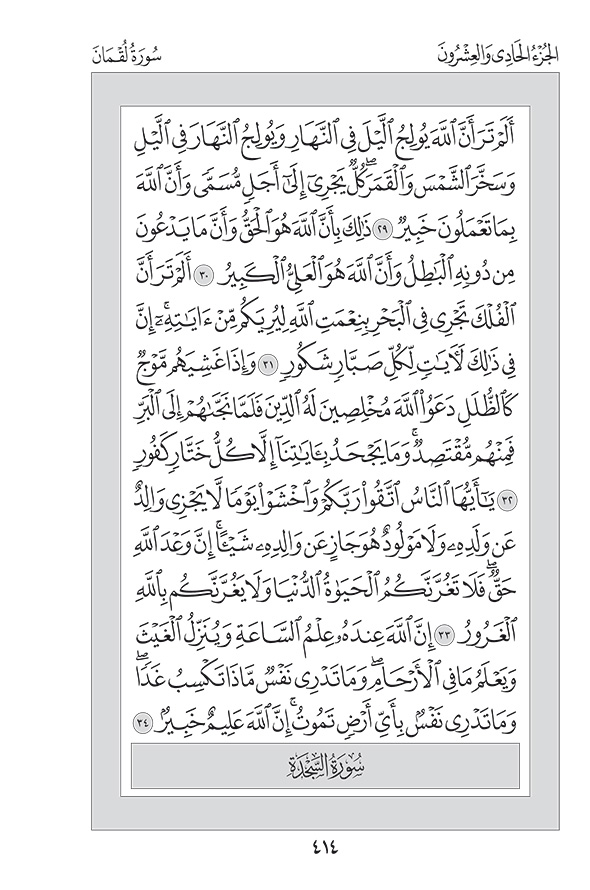 الجُزْءُ الحَادِي وَالعِشْرُونَ
سُورَةُ لُقْمَانَ
أَلَمْ تَرَ أَنَّ ٱللَّهَ يُولِجُ ٱلَّيْلَ فِي ٱلنَّهَارِ وَيُولِجُ ٱلنَّهَارَ فِي ٱلَّيْلِ
وَسَخَّرَ ٱلشَّمْسَ وَٱلْقَمَرَۖ كُلٌّ يَجْرِيٓ إِلَىٰٓ أَجَلٍ مُّسَمًّى وَأَنَّ ٱللَّهَ
بِمَا تَعْمَلُونَ خَبِيرٌ ٢٩ ذَٰلِكَ بِأَنَّ ٱللَّهَ هُوَ ٱلْحَقُّ وَأَنَّ مَا يَدْعُونَ
مِن دُونِهِ ٱلْبَٰطِلُ وَأَنَّ ٱللَّهَ هُوَ ٱلْعَلِيُّ ٱلْكَبِيرُ ٣٠ أَلَمْ تَرَ أَنَّ
ٱلْفُلْكَ تَجْرِي فِي ٱلْبَحْرِ بِنِعْمَتِ ٱللَّهِ لِيُرِيَكُم مِّنْ ءَايَٰتِهِۦٓۚ إِنَّ
فِي ذَٰلِكَ لَءَايَٰتٍ لِّكُلِّ صَبَّارٍ شَكُورٍ ٣١ وَإِذَا غَشِيَهُم مَّوْجٌ
كَٱلظُّلَلِ دَعَوُاْ ٱللَّهَ مُخْلِصِينَ لَهُ ٱلدِّينَ فَلَمَّا نَجَّىٰهُمْ إِلَى ٱلْبَرِّ
فَمِنْهُم مُّقْتَصِدٌۚ وَمَا يَجْحَدُ بِـَٔايَٰتِنَآ إِلَّا كُلُّ خَتَّارٍ كَفُورٍ
٣٢ يَٰٓأَيُّهَا ٱلنَّاسُ ٱتَّقُواْ رَبَّكُمْ وَٱخْشَوْاْ يَوْمًا لَّا يَجْزِي وَالِدٌ
عَن وَلَدِهِۦ وَلَا مَوْلُودٌ هُوَ جَازٍ عَن وَالِدِهِۦ شَيْـًٔاۚ إِنَّ وَعْدَ ٱللَّهِ
حَقٌّۖ فَلَا تَغُرَّنَّكُمُ ٱلْحَيَوٰةُ ٱلدُّنْيَا وَلَا يَغُرَّنَّكُم بِٱللَّهِ
ٱلْغَرُورُ ٣٣ إِنَّ ٱللَّهَ عِندَهُۥ عِلْمُ ٱلسَّاعَةِ وَيُنَزِّلُ ٱلْغَيْثَ
وَيَعْلَمُ مَا فِي ٱلْأَرْحَامِۖ وَمَا تَدْرِي نَفْسٌ مَّاذَا تَكْسِبُ غَدًاۖ
وَمَا تَدْرِي نَفْسٌۢ بِأَيِّ أَرْضٍ تَمُوتُۚ إِنَّ ٱللَّهَ عَلِيمٌ خَبِيرٌۢ ٣٤
سُورَةُ السَّجْدَةِ
٤١٤